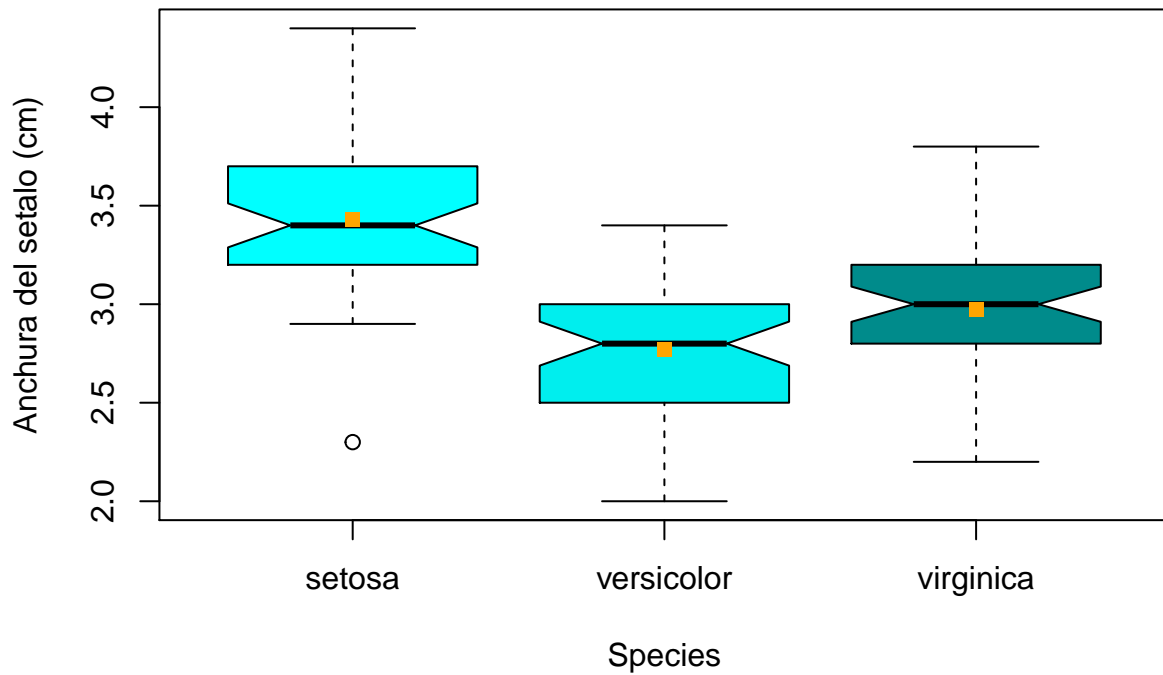 Anchura del setalo (cm)
4.0
3.5
3.0
2.5
2.0
setosa
versicolor
virginica
Species